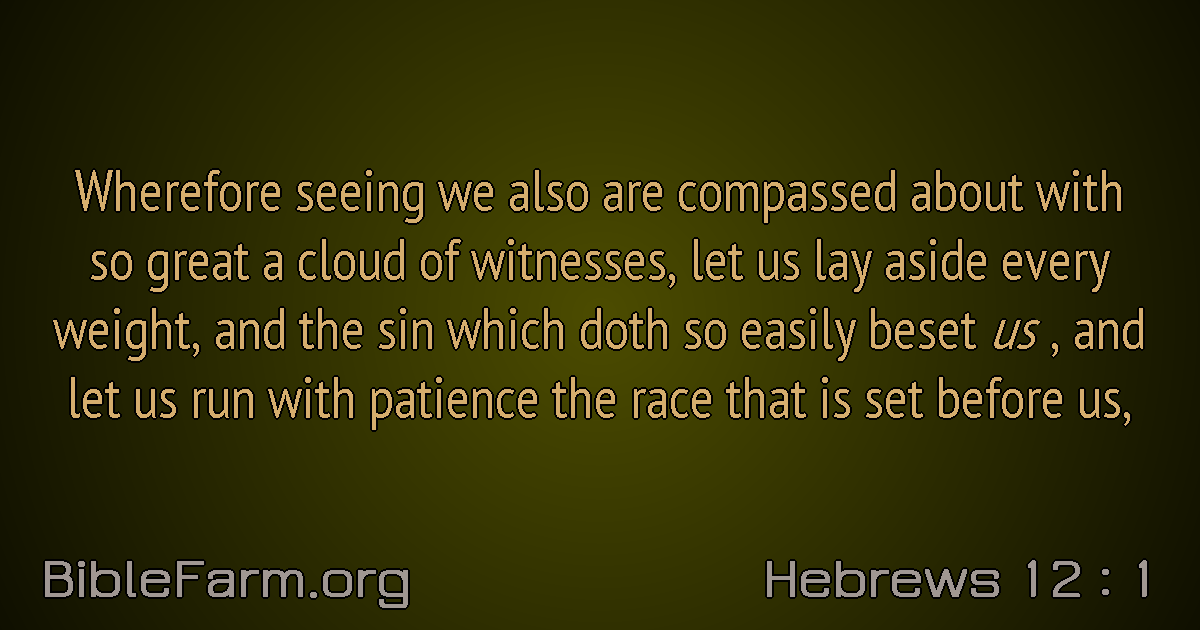 Wherefore seeing we also are compassed about with
so great a cloud of witnesses, let us lay aside every
weight, and the sin which doth so easily beset us , and
let us run with patience the race that is set before us,
BibleFarm.org
Hebrews 12 : 1